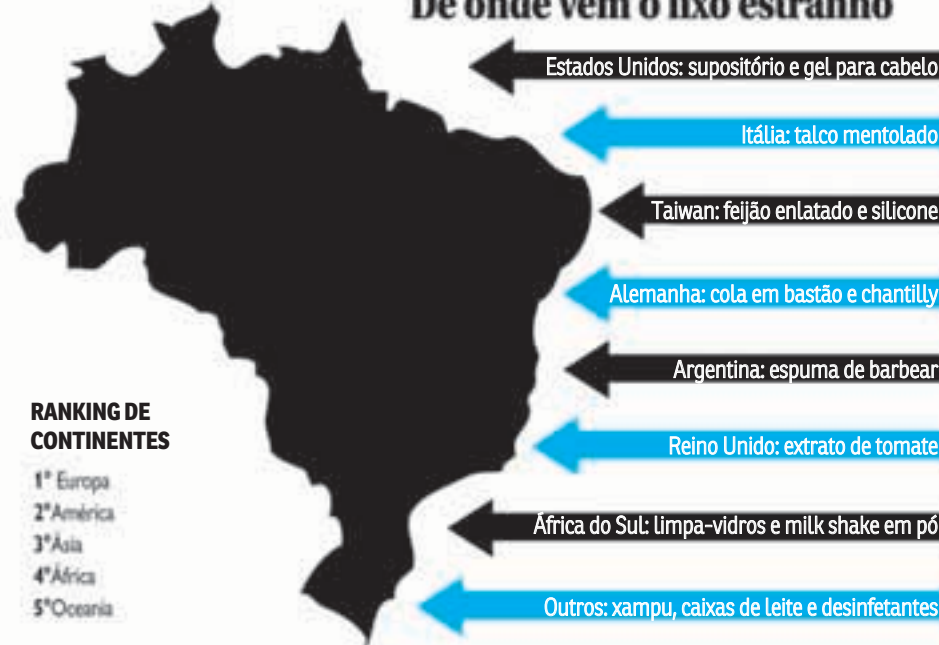 De onde vem o lixo estranho
Estados Unidos: supositório e gel para cabelo
Itália: talco mentolado
Taiwan: feijão enlatado e silicone
Alemanha: cola em bastão e chantilly
Argentina: espuma de barbear
Reino Unido: extrato de tomate
África do Sul: limpa-vidros e milk shake em pó
Outros: xampu, caixas de leite e desinfetantes
RANKING DE
CONTINENTES
1° Europa
2°América
3°Ásia
4°África
5°Oceania